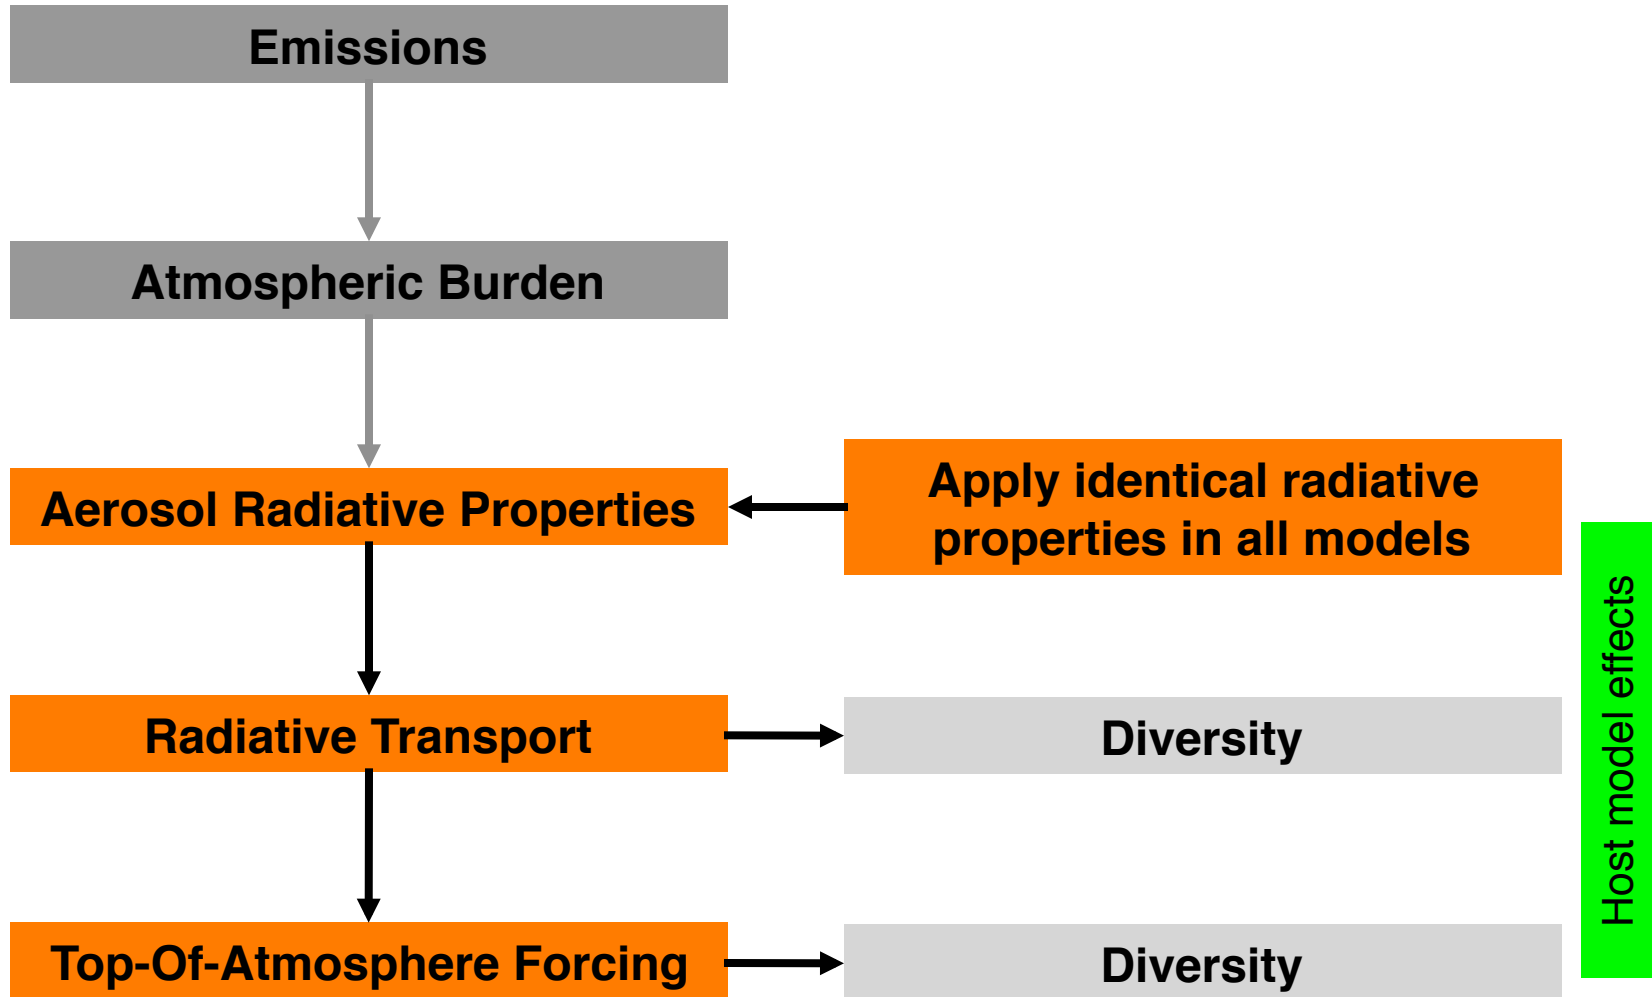 Emissions
Atmospheric Burden
Aerosol Radiative Properties
Apply identical radiative
properties in all models
Radiative Transport
Diversity
Top-Of-Atmosphere Forcing
Diversity
Host model effects